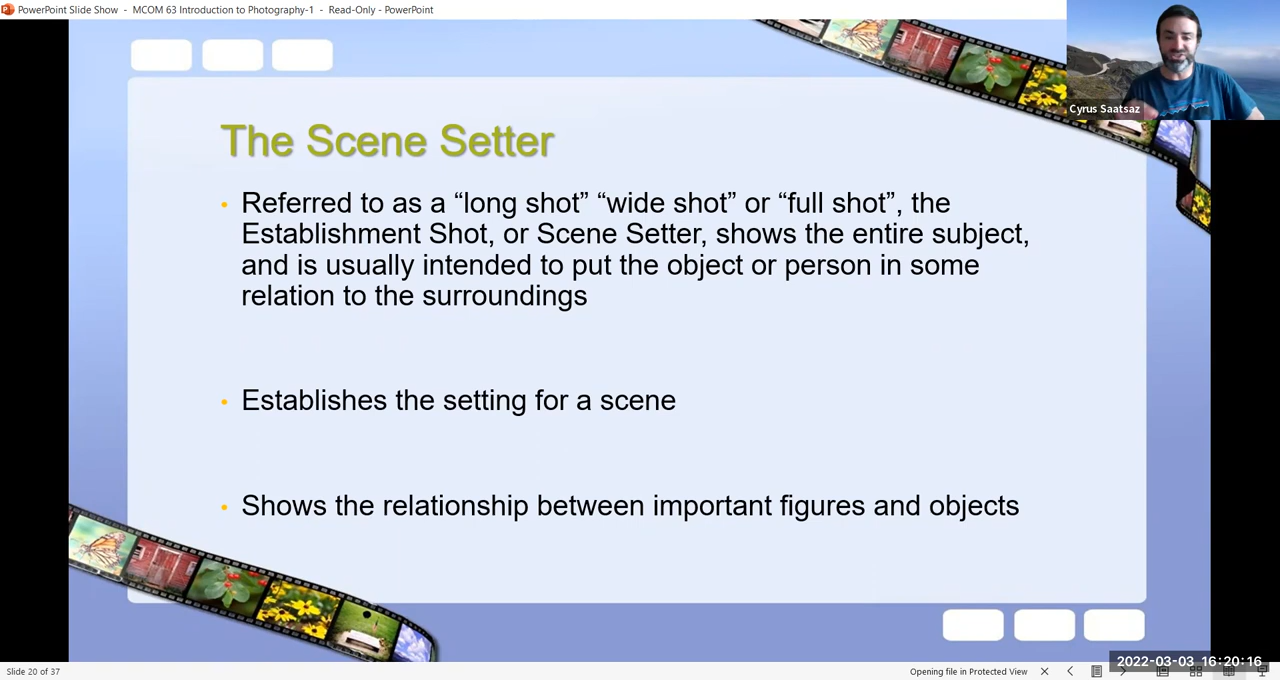 PowerPoint Slide Show - MCOM 63 Introduction to Photography-1 - Read-Only - PowerPoint
Cyrus Saatsaz
The Scene Setter
• Referred to as a “long shot” “wide shot” or “full shot”, the
Establishment Shot, or Scene Setter, shows the entire subject,
and is usually intended to put the object or person in some
relation to the surroundings
• Establishes the setting for a scene
• Shows the relationship between important figures and objects
Slide 20 of 37
Opening file in Protected View
2022-03-03 16:20:16